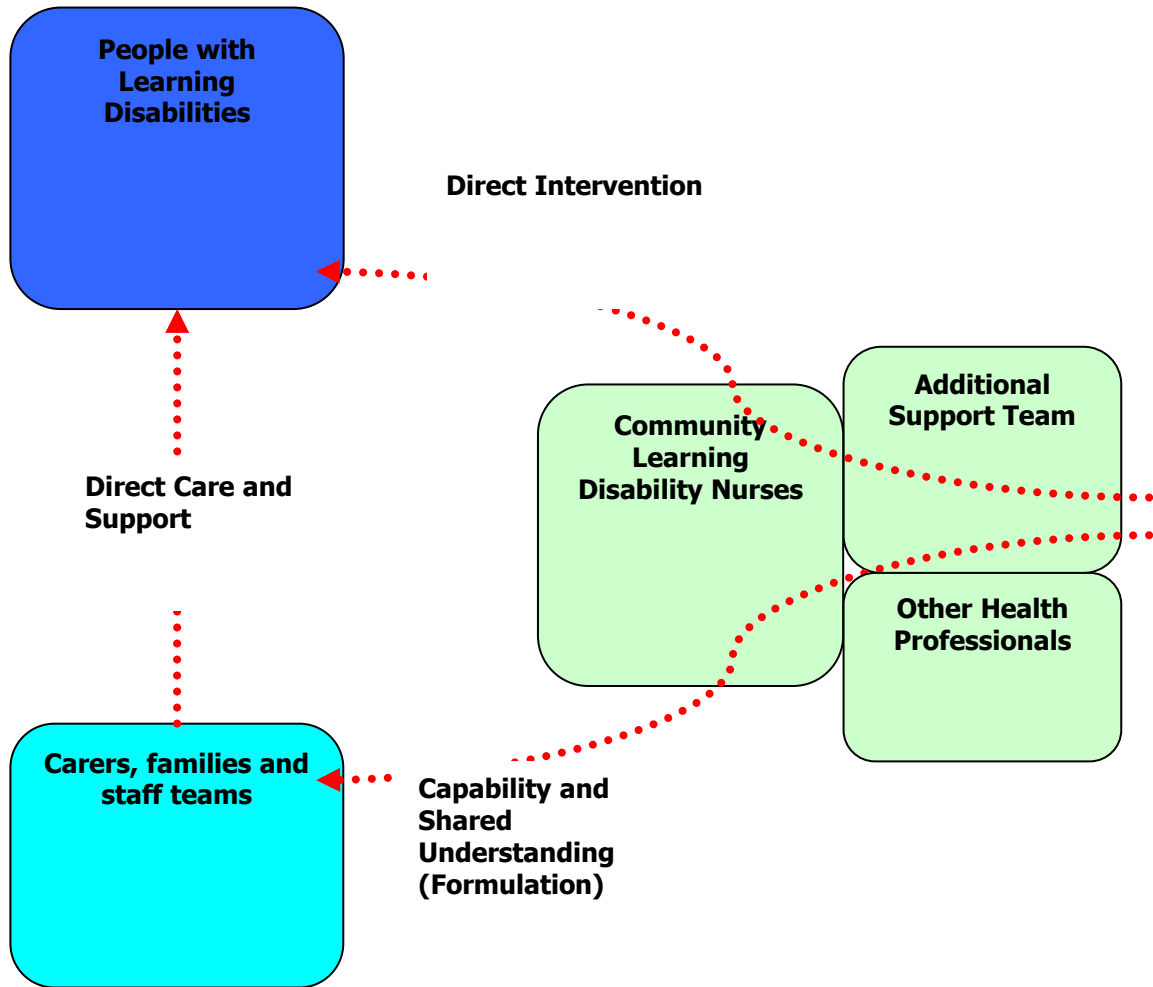 People with
Learning
Disabilities
Direct Intervention
Additional
Support Team
Community
Learning
Disability Nurses
Direct Care and
Support
Other Health
Professionals
Carers, families and
staff teams
Capability and
Shared
Understanding
(Formulation)